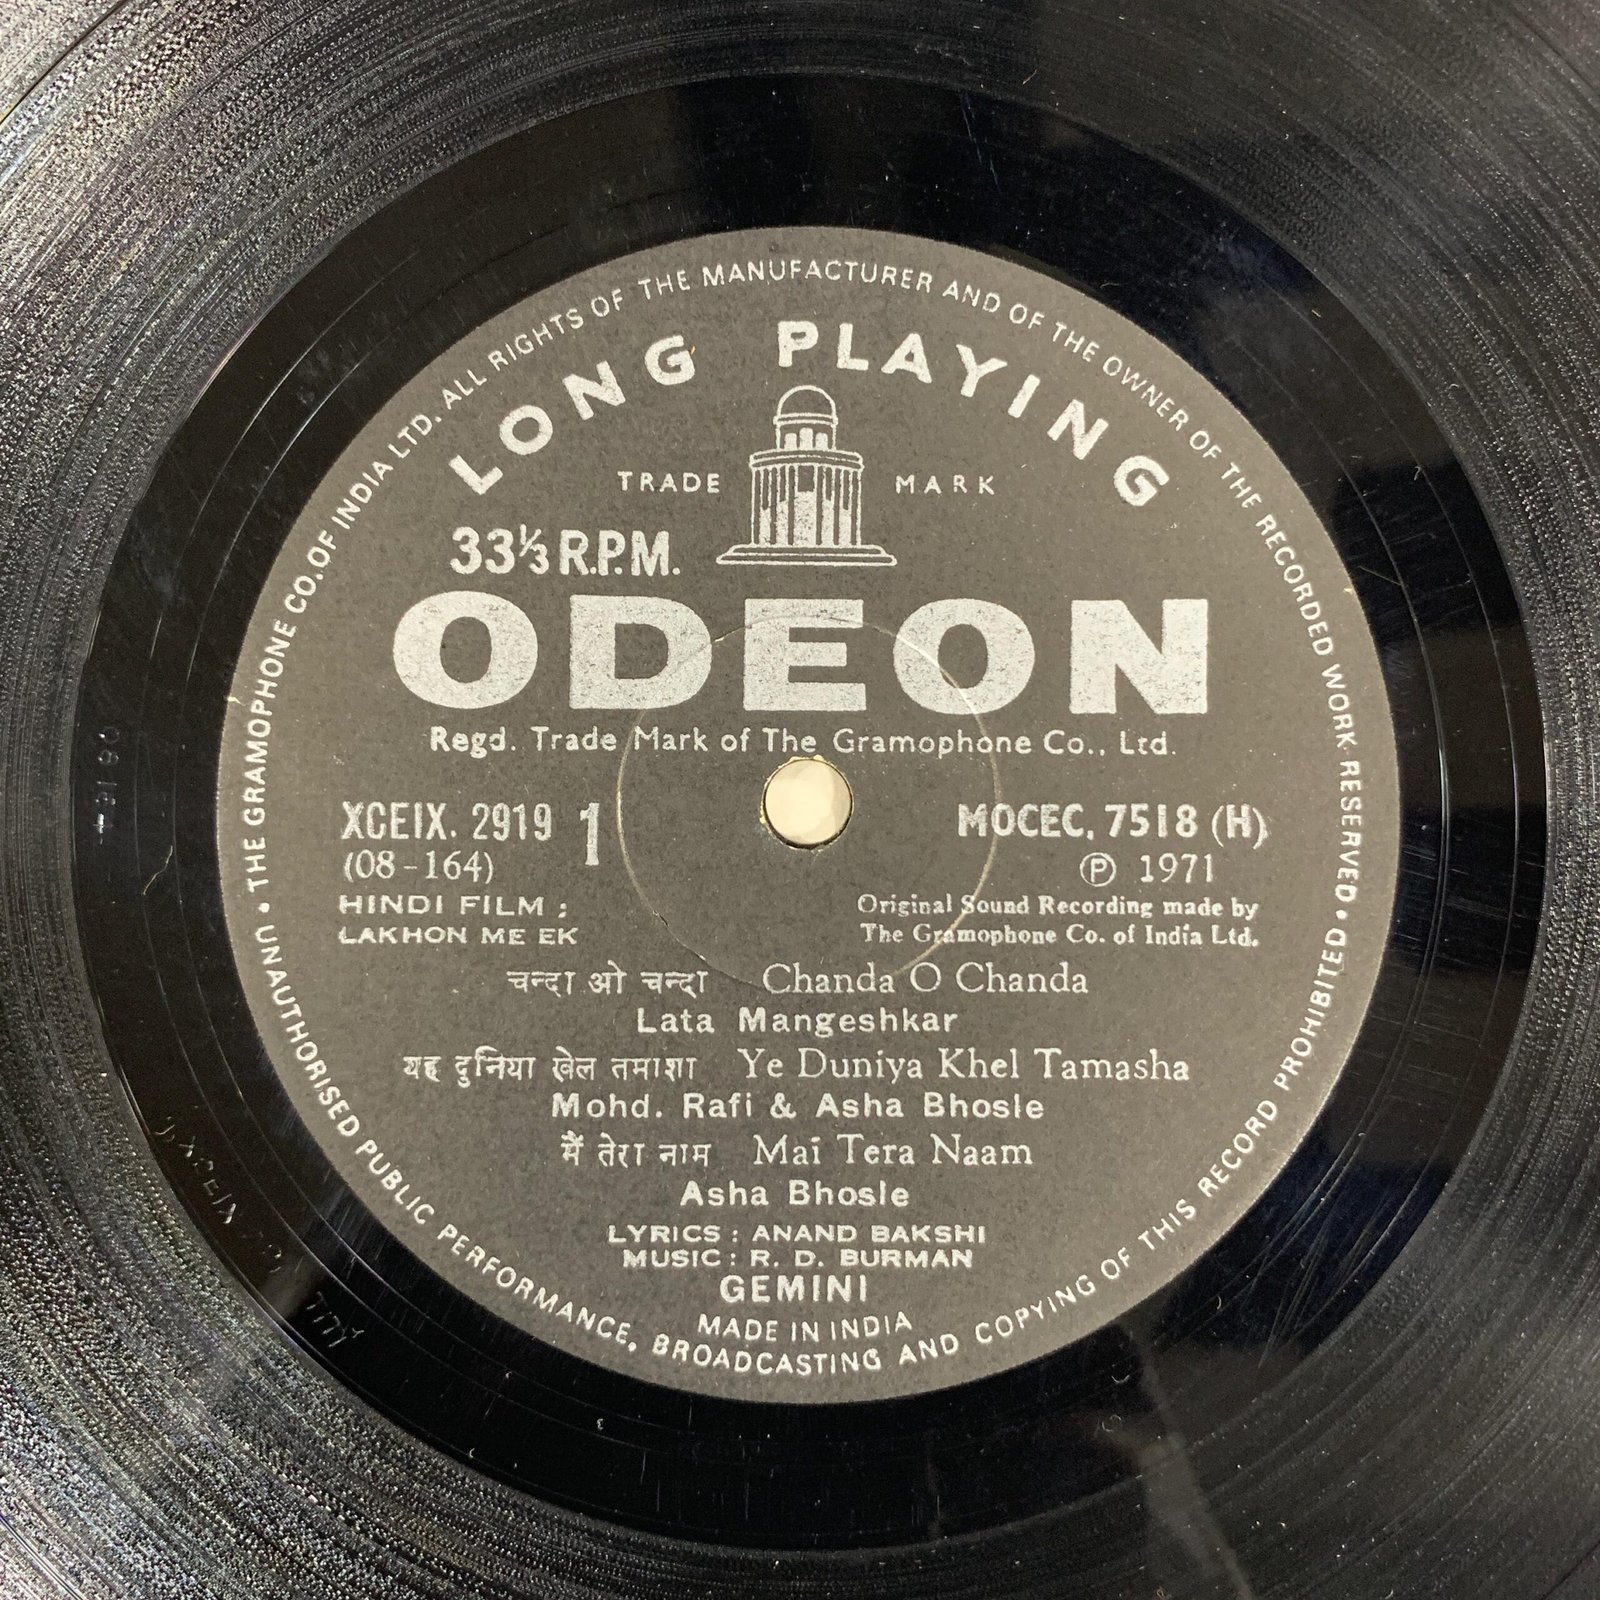 THE GRAMOPHONE CO. OF INDIA LTD. ALL RIGHTS OF THE MANUFACTURER AND OF THE OWNER OF THE RECORDED WORK RESERVED • UNAUTHORISED PUBLIC PERFORMANCE, BROADCASTING AND COPYING OF THIS RECORD PROHIBITED •
LONG PLAYING
TRADE MARK
33⅓ R.P.M.
ODEON
Regd. Trade Mark of The Gramophone Co., Ltd.
XCEIX. 2919 1 MOCEC. 7518 (H)
(08-164) ℗ 1971
HINDI FILM : Original Sound Recording made by
LAKHON ME EK The Gramophone Co. of India Ltd.
चन्दा ओ चन्दा Chanda O Chanda
Lata Mangeshkar
यह दुनिया खेल तमाशा Ye Duniya Khel Tamasha
Mohd. Rafi & Asha Bhosle
मैं तेरा नाम Mai Tera Naam
Asha Bhosle
LYRICS : ANAND BAKSHI
MUSIC : R. D. BURMAN
GEMINI
MADE IN INDIA